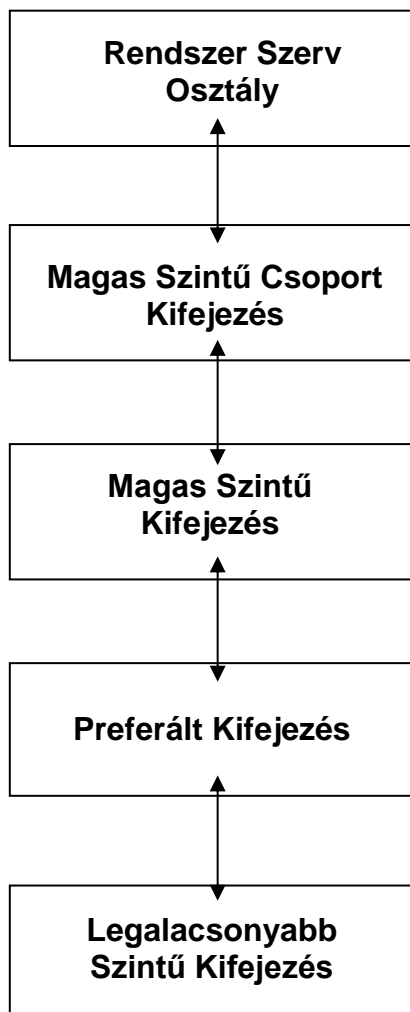 Rendszer Szerv
Osztály
Magas Szintű Csoport
Kifejezés
Magas Szintű
Kifejezés
Preferált Kifejezés
Legalacsonyabb
Szintű Kifejezés